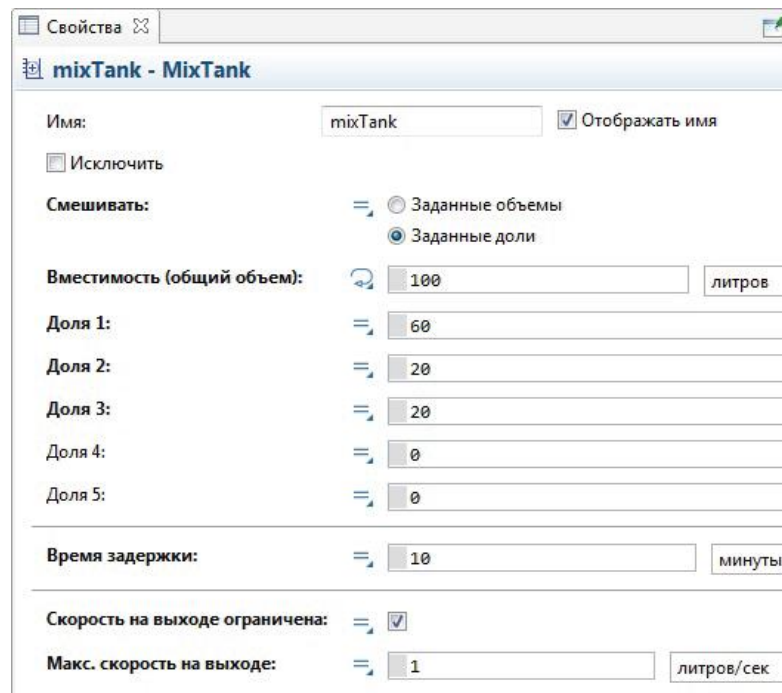 Свойства
mixTank - MixTank
Имя: mixTank Отображать имя
Исключить
Смешивать: Заданные объемы
Заданные доли
Вместимость (общий объем): 100 литров
Доля 1: 60
Доля 2: 20
Доля 3: 20
Доля 4: 0
Доля 5: 0
Время задержки: 10 минуты
Скорость на выходе ограничена:
Макс. скорость на выходе: 1 литров/сек